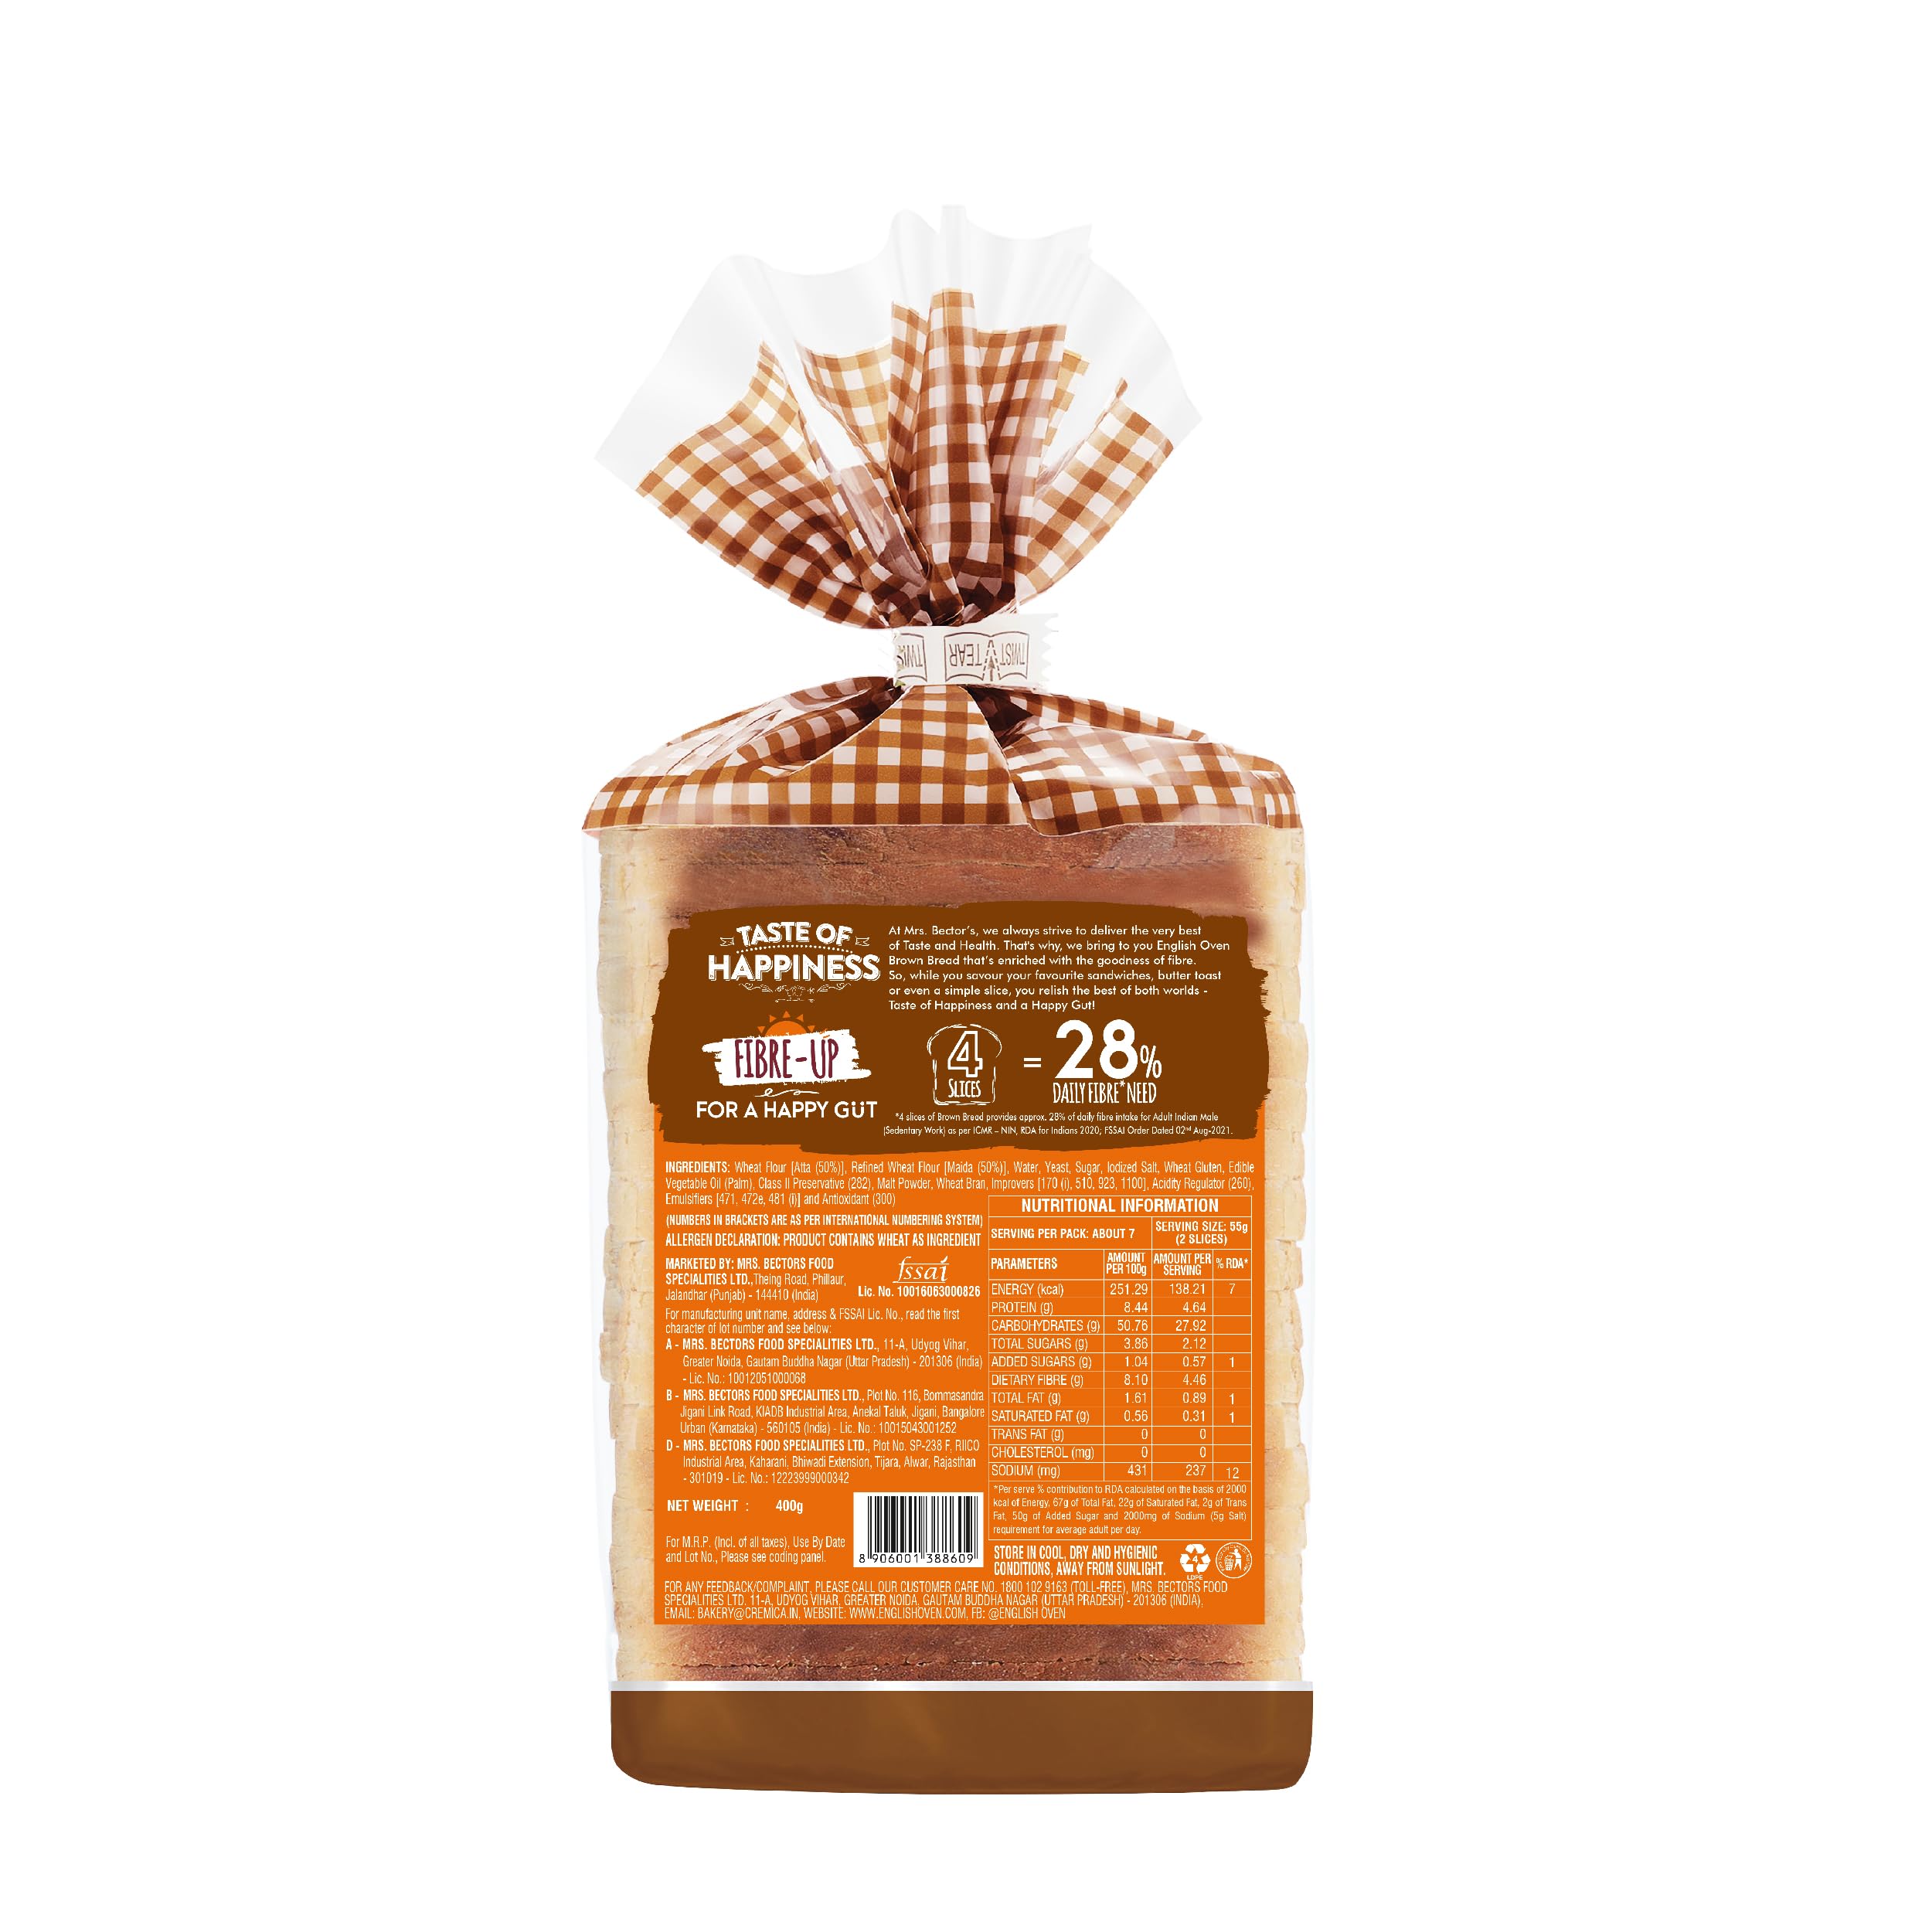 TWIST TEAR TWIS
TASTE OF
HAPPINESS
At Mrs. Bector's, we always strive to deliver the very best
of Taste and Health. That's why, we bring to you English Oven
Brown Bread that's enriched with the goodness of fibre.
So, while you savour your favourite sandwiches, butter toast
or even a simple slice, you relish the best of both worlds -
Taste of Happiness and a Happy Gut!
FIBRE-UP
FOR A HAPPY GUT
4
SLICES
= 28%
DAILY FIBRE* NEED
*4 slices of Brown Bread provides approx. 28% of daily fibre intake for Adult Indian Male
(Sedentary Work) as per ICMR – NIN, RDA for Indians 2020; FSSAI Order Dated 02nd Aug-2021.
INGREDIENTS: Wheat Flour [Atta (50%)], Refined Wheat Flour [Maida (50%)], Water, Yeast, Sugar, Iodized Salt, Wheat Gluten, Edible
Vegetable Oil (Palm), Class II Preservative (282), Malt Powder, Wheat Bran, Improvers [170 (i), 510, 923, 1100], Acidity Regulator (260),
Emulsifiers [471, 472e, 481 (i)] and Antioxidant (300)
(NUMBERS IN BRACKETS ARE AS PER INTERNATIONAL NUMBERING SYSTEM)
ALLERGEN DECLARATION: PRODUCT CONTAINS WHEAT AS INGREDIENT
MARKETED BY: MRS. BECTORS FOOD
SPECIALITIES LTD.,Theing Road, Phillaur,
Jalandhar (Punjab) - 144410 (India)
fssai
Lic. No. 10016063000826
For manufacturing unit name, address & FSSAI Lic. No., read the first
character of lot number and see below:
A - MRS. BECTORS FOOD SPECIALITIES LTD., 11-A, Udyog Vihar,
Greater Noida, Gautam Buddha Nagar (Uttar Pradesh) - 201306 (India)
- Lic. No.: 10012051000068
B - MRS. BECTORS FOOD SPECIALITIES LTD., Plot No. 116, Bommasandra
Jigani Link Road, KIADB Industrial Area, Anekal Taluk, Jigani, Bangalore
Urban (Karnataka) - 560105 (India) - Lic. No.: 10015043001252
D - MRS. BECTORS FOOD SPECIALITIES LTD., Plot No. SP-238 F, RIICO
Industrial Area, Kaharani, Bhiwadi Extension, Tijara, Alwar, Rajasthan
- 301019 - Lic. No.: 12223999000342
NET WEIGHT : 400g
For M.R.P. (Incl. of all taxes), Use By Date
and Lot No., Please see coding panel.
8 906001 388609
NUTRITIONAL INFORMATION
SERVING PER PACK: ABOUT 7 SERVING SIZE: 55g
(2 SLICES)
PARAMETERS AMOUNT PER 100g AMOUNT PER SERVING % RDA*
ENERGY (kcal) 251.29 138.21 7
PROTEIN (g) 8.44 4.64
CARBOHYDRATES (g) 50.76 27.92
TOTAL SUGARS (g) 3.86 2.12
ADDED SUGARS (g) 1.04 0.57 1
DIETARY FIBRE (g) 8.10 4.46
TOTAL FAT (g) 1.61 0.89 1
SATURATED FAT (g) 0.56 0.31 1
TRANS FAT (g) 0 0
CHOLESTEROL (mg) 0 0
SODIUM (mg) 431 237 12
*Per serve % contribution to RDA calculated on the basis of 2000
kcal of Energy, 67g of Total Fat, 22g of Saturated Fat, 2g of Trans
Fat, 50g of Added Sugar and 2000mg of Sodium (5g Salt)
requirement for average adult per day.
STORE IN COOL, DRY AND HYGIENIC
CONDITIONS, AWAY FROM SUNLIGHT.
4
LDPE
FOR ANY FEEDBACK/COMPLAINT, PLEASE CALL OUR CUSTOMER CARE NO. 1800 102 9163 (TOLL-FREE), MRS. BECTORS FOOD
SPECIALITIES LTD. 11-A, UDYOG VIHAR, GREATER NOIDA, GAUTAM BUDDHA NAGAR (UTTAR PRADESH) - 201306 (INDIA),
EMAIL: BAKERY@CREMICA.IN, WEBSITE: WWW.ENGLISHOVEN.COM, FB: @ENGLISH OVEN